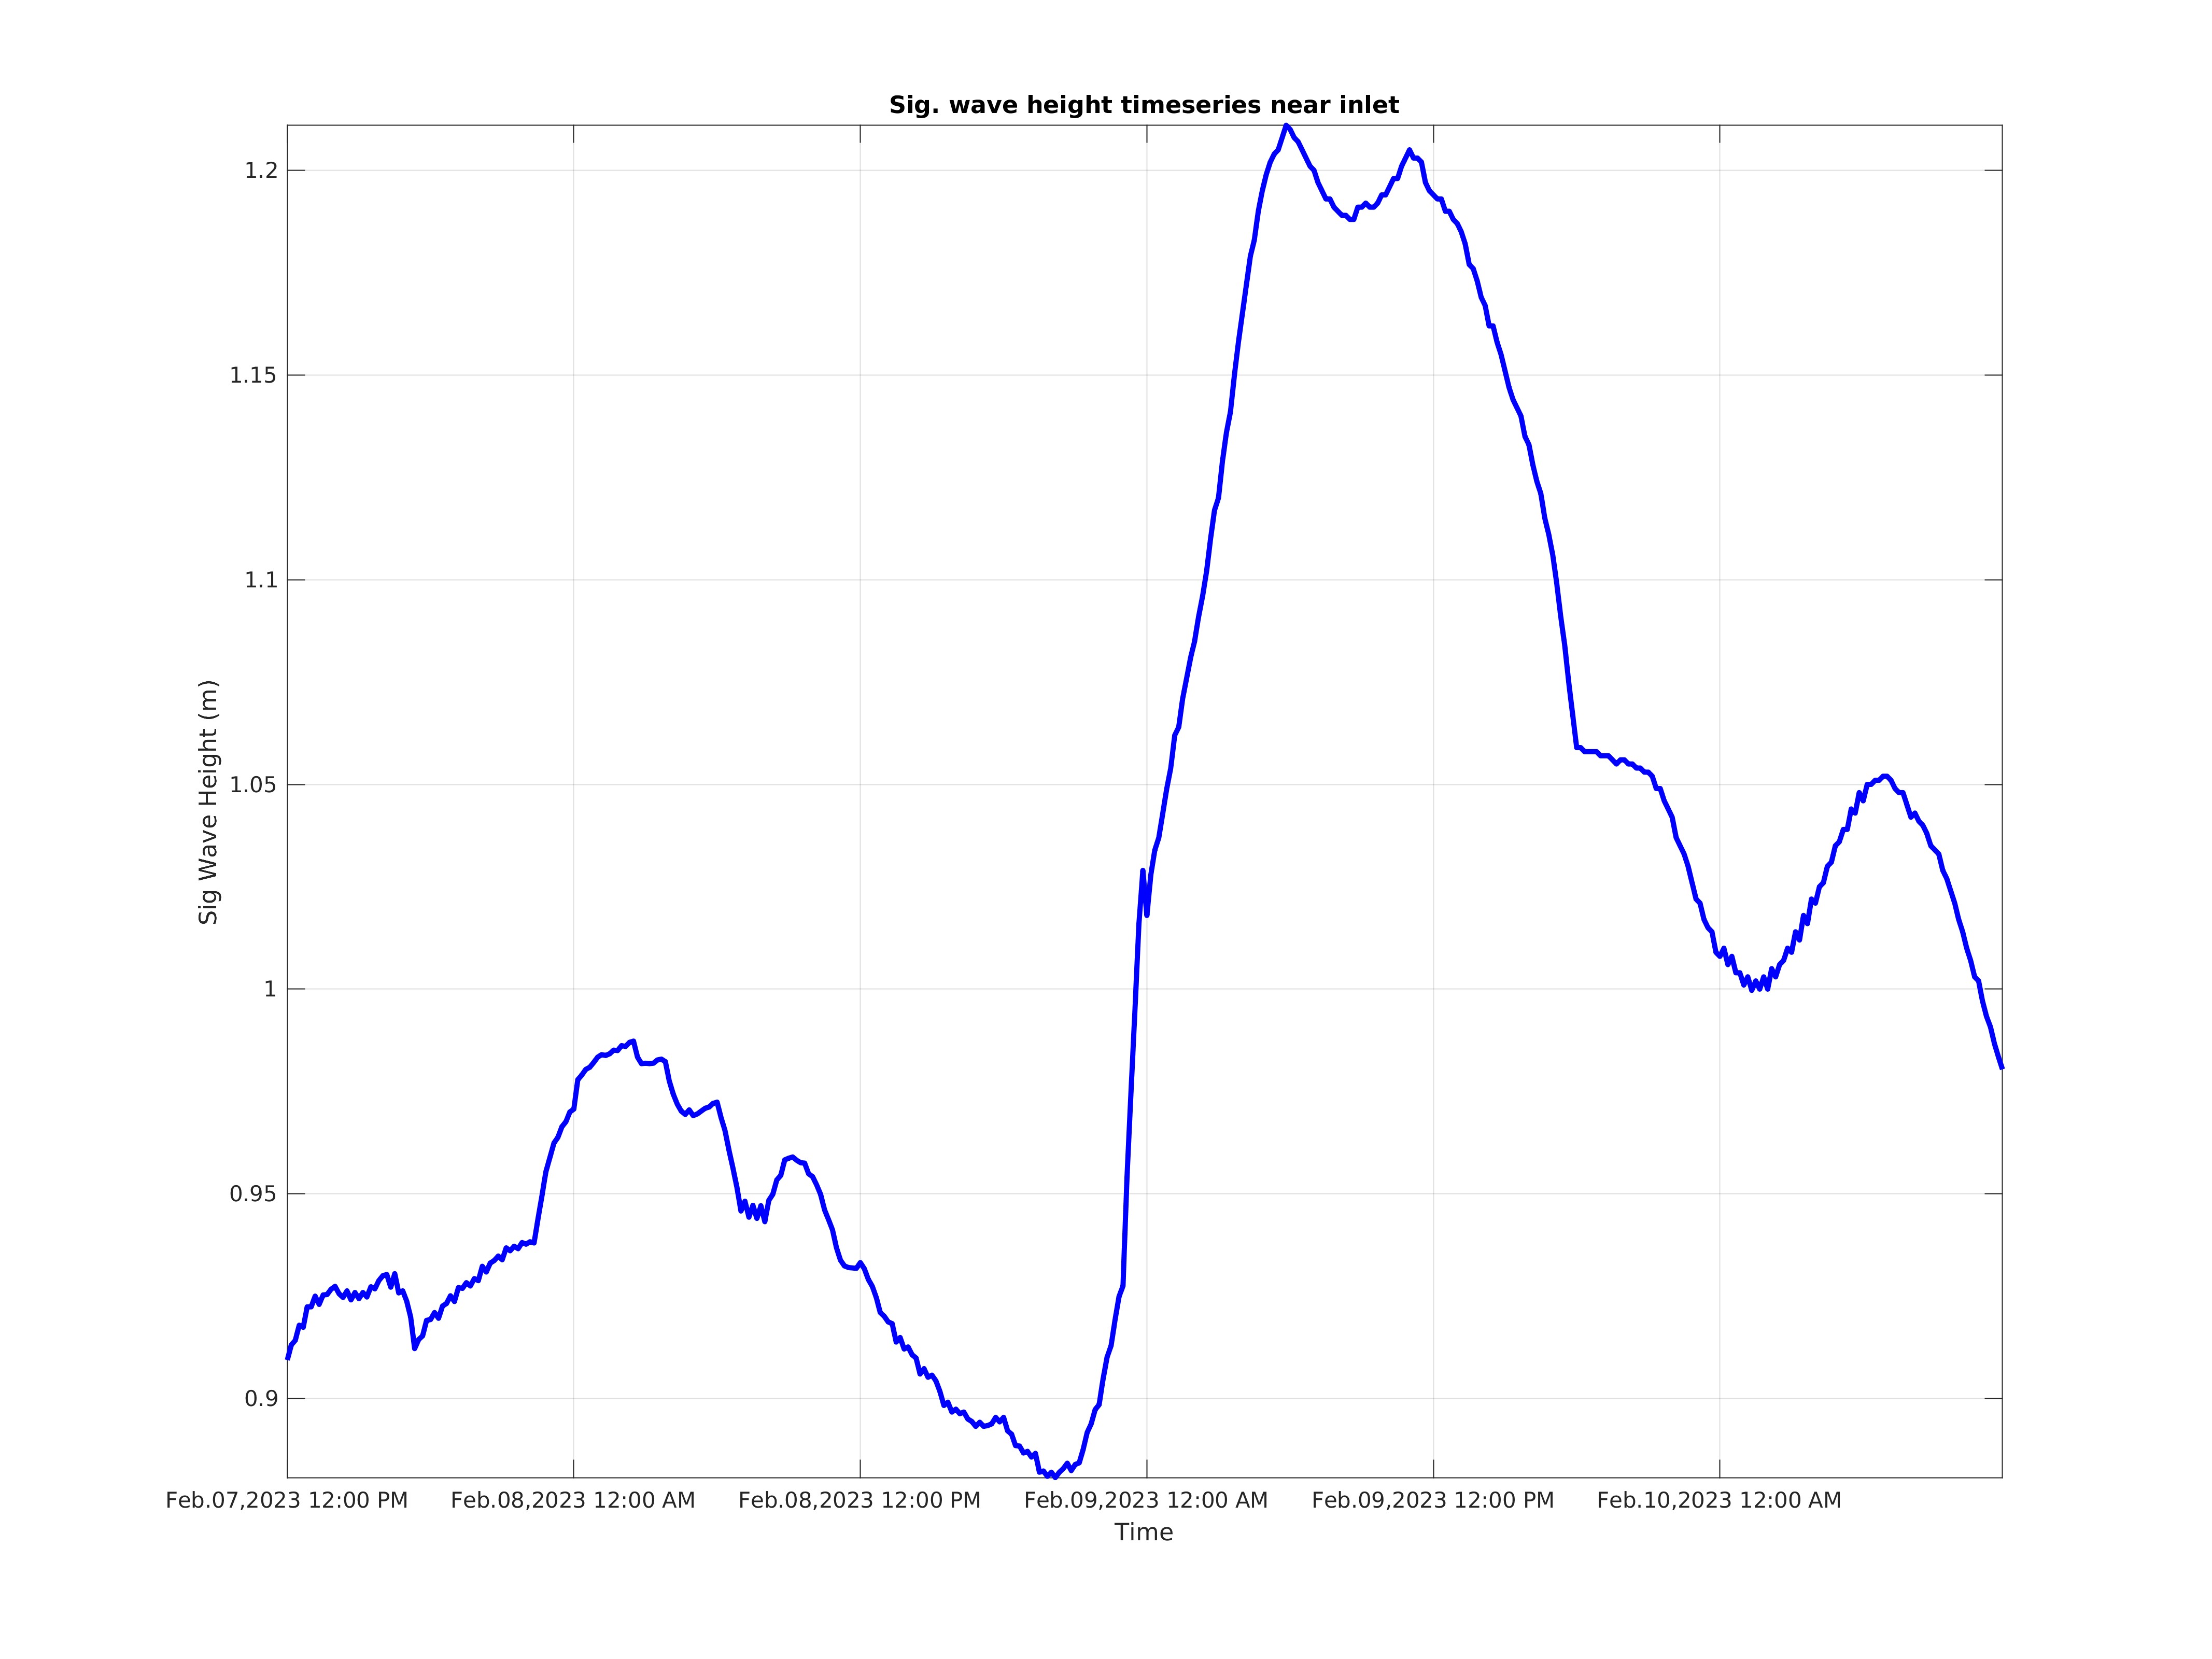 Sig. wave height timeseries near inlet
1.2
1.15
1.1
1.05
1
0.95
0.9
Sig Wave Height (m)
Feb.07,2023 12:00 PM Feb.08,2023 12:00 AM Feb.08,2023 12:00 PM Feb.09,2023 12:00 AM Feb.09,2023 12:00 PM Feb.10,2023 12:00 AM
Time